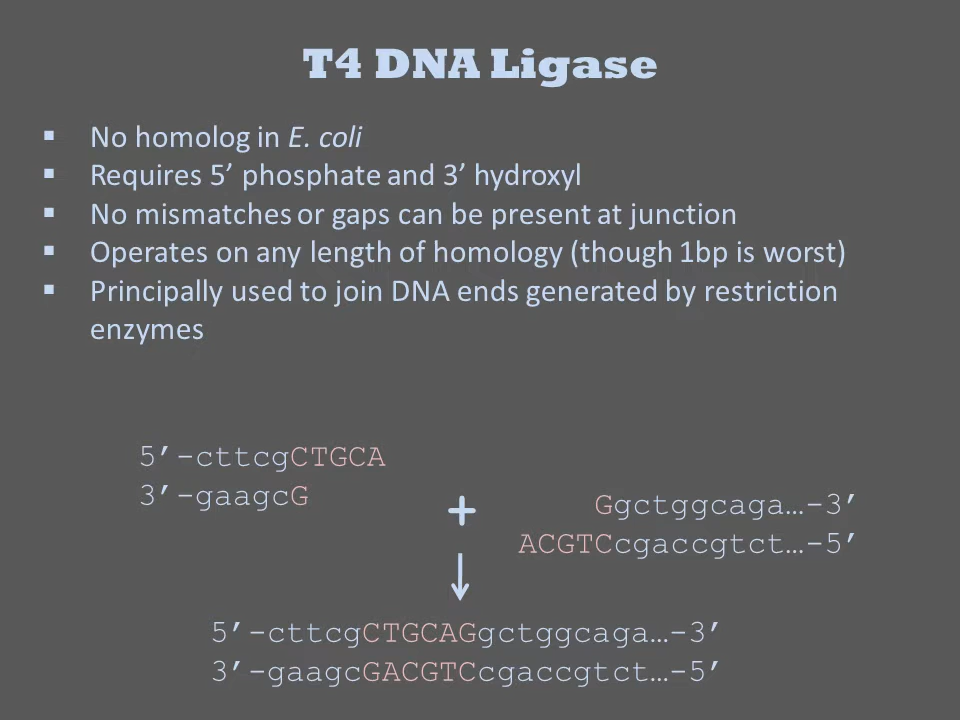 T4 DNA Ligase
▪ No homolog in E. coli
▪ Requires 5’ phosphate and 3’ hydroxyl
▪ No mismatches or gaps can be present at junction
▪ Operates on any length of homology (though 1bp is worst)
▪ Principally used to join DNA ends generated by restriction
enzymes
5’-cttcgCTGCA
3’-gaagcG
+
Ggctggcaga…-3’
ACGTCcgaccgtct…-5’
↓
5’-cttcgCTGCAGgctggcaga…-3’
3’-gaagcGACGTCcgaccgtct…-5’